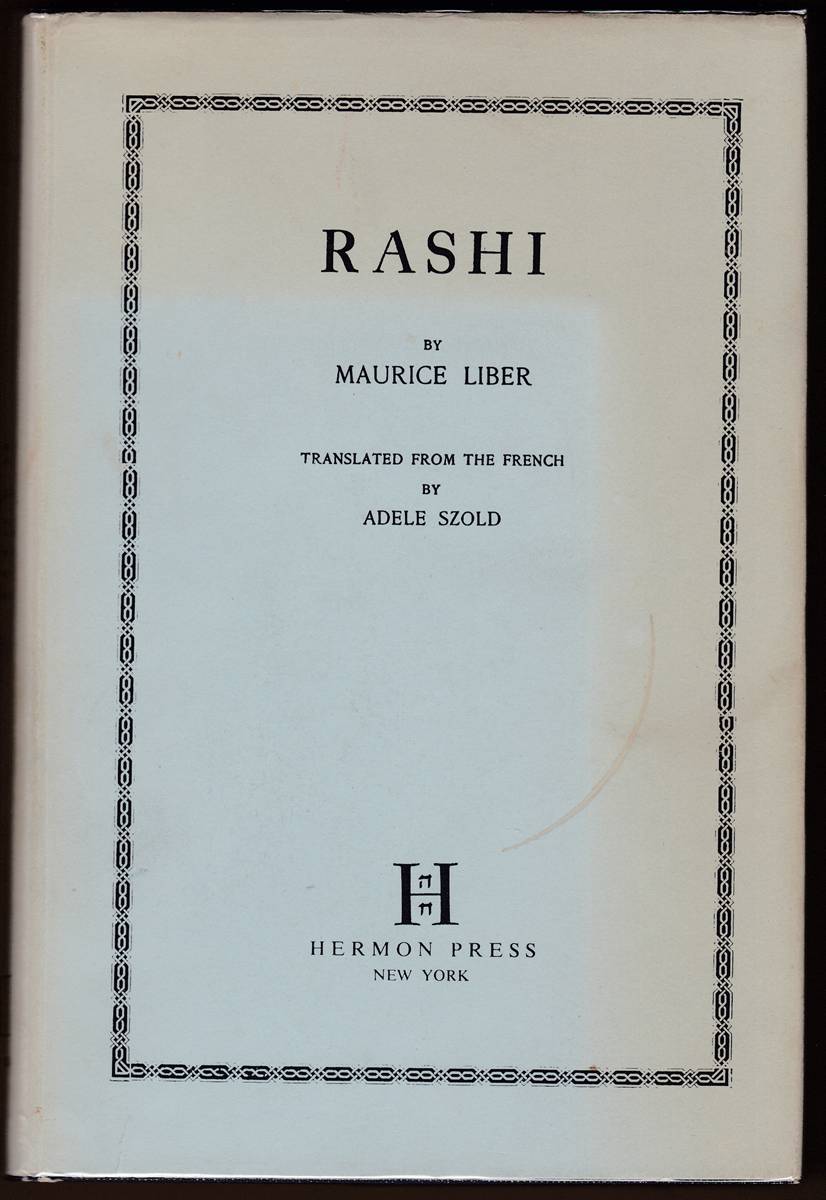 RASHI
BY
MAURICE LIBER
TRANSLATED FROM THE FRENCH
BY
ADELE SZOLD
H
ה
ח
HERMON PRESS
NEW YORK